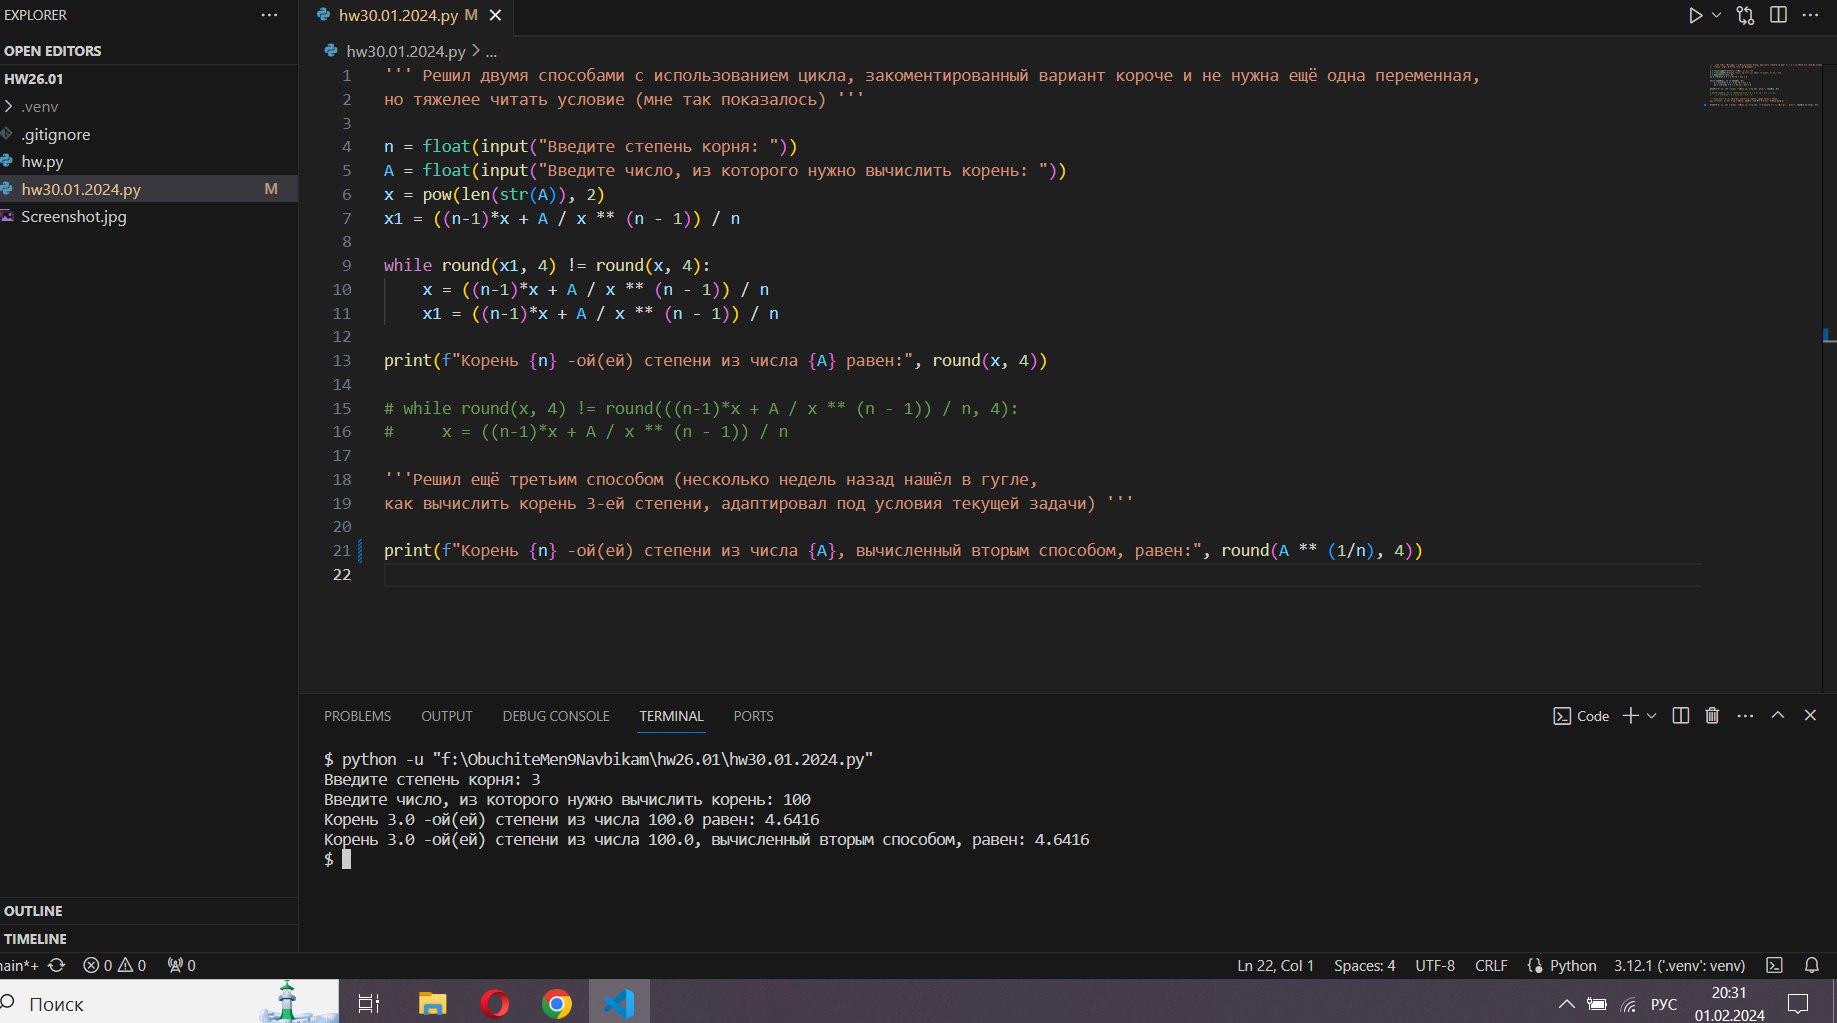 EXPLORER
OPEN EDITORS
HW26.01
.venv
.gitignore
hw.py
hw30.01.2024.py M
Screenshot.jpg
OUTLINE
TIMELINE
hw30.01.2024.py M
hw30.01.2024.py > ...
1 ''' Решил двумя способами с использованием цикла, закоментированный вариант короче и не нужна ещё одна переменная,
2 но тяжелее читать условие (мне так показалось) '''
3
4 n = float(input("Введите степень корня: "))
5 A = float(input("Введите число, из которого нужно вычислить корень: "))
6 x = pow(len(str(A)), 2)
7 x1 = ((n-1)*x + A / x ** (n - 1)) / n
8
9 while round(x1, 4) != round(x, 4):
10     x = ((n-1)*x + A / x ** (n - 1)) / n
11     x1 = ((n-1)*x + A / x ** (n - 1)) / n
12
13 print(f"Корень {n} -ой(ей) степени из числа {A} равен:", round(x, 4))
14
15 # while round(x, 4) != round(((n-1)*x + A / x ** (n - 1)) / n, 4):
16 #     x = ((n-1)*x + A / x ** (n - 1)) / n
17
18 '''Решил ещё третьим способом (несколько недель назад нашёл в гугле,
19 как вычислить корень 3-ей степени, адаптировал под условия текущей задачи) '''
20
21 print(f"Корень {n} -ой(ей) степени из числа {A}, вычисленный вторым способом, равен:", round(A ** (1/n), 4))
22
PROBLEMS OUTPUT DEBUG CONSOLE TERMINAL PORTS
Code
$ python -u "f:\ObuchiteMen9Navbikam\hw26.01\hw30.01.2024.py"
Введите степень корня: 3
Введите число, из которого нужно вычислить корень: 100
Корень 3.0 -ой(ей) степени из числа 100.0 равен: 4.6416
Корень 3.0 -ой(ей) степени из числа 100.0, вычисленный вторым способом, равен: 4.6416
$
ain*+ 0 0 0 Ln 22, Col 1 Spaces: 4 UTF-8 CRLF Python 3.12.1 ('.venv': venv)
Поиск
РУС
20:31
01.02.2024